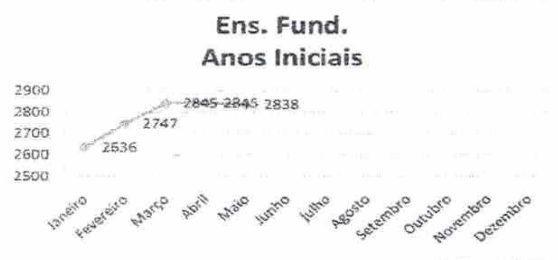 Ens. Fund.
Anos Iniciais
2900
2800
2700
2600
2500
2636
2747
2845
2846
2838
Janeiro
Fevereiro
Março
Abril
Maio
Junho
Julho
Agosto
Setembro
Outubro
Novembro
Dezembro